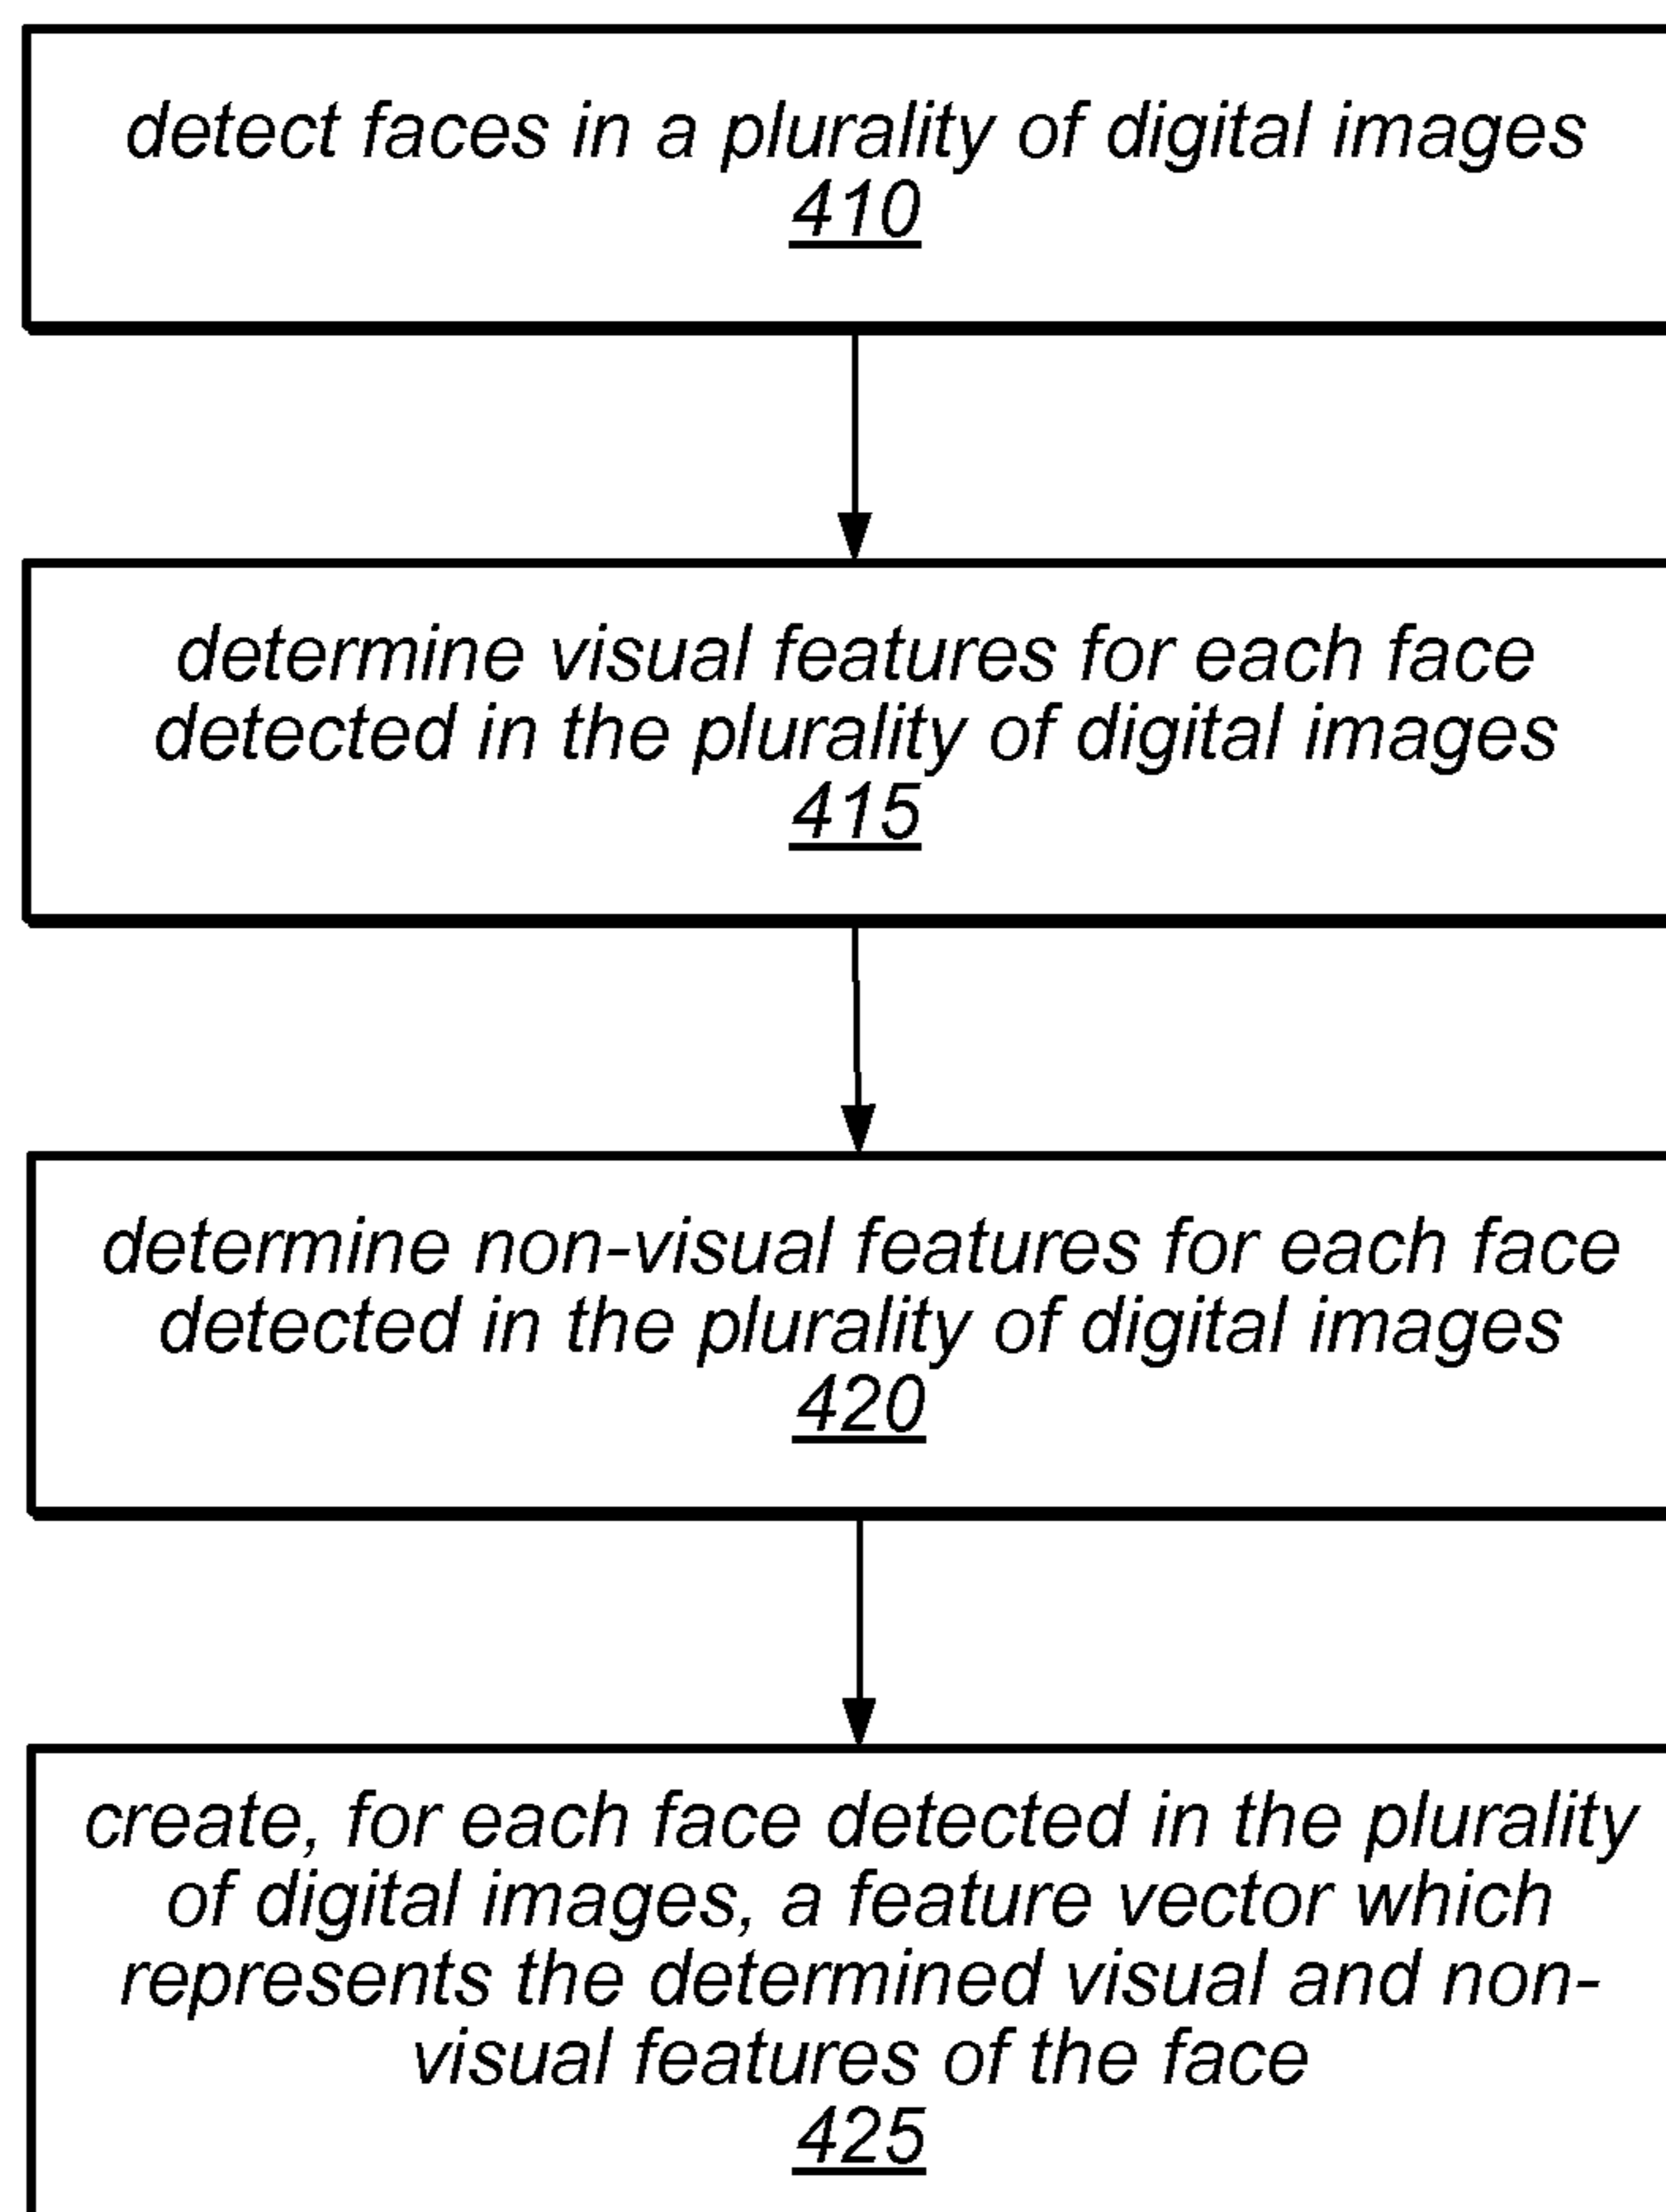 detect faces in a plurality of digital images
410
determine visual features for each face
detected in the plurality of digital images
415
determine non-visual features for each face
detected in the plurality of digital images
420
create, for each face detected in the plurality
of digital images, a feature vector which
represents the determined visual and non-
visual features of the face
425